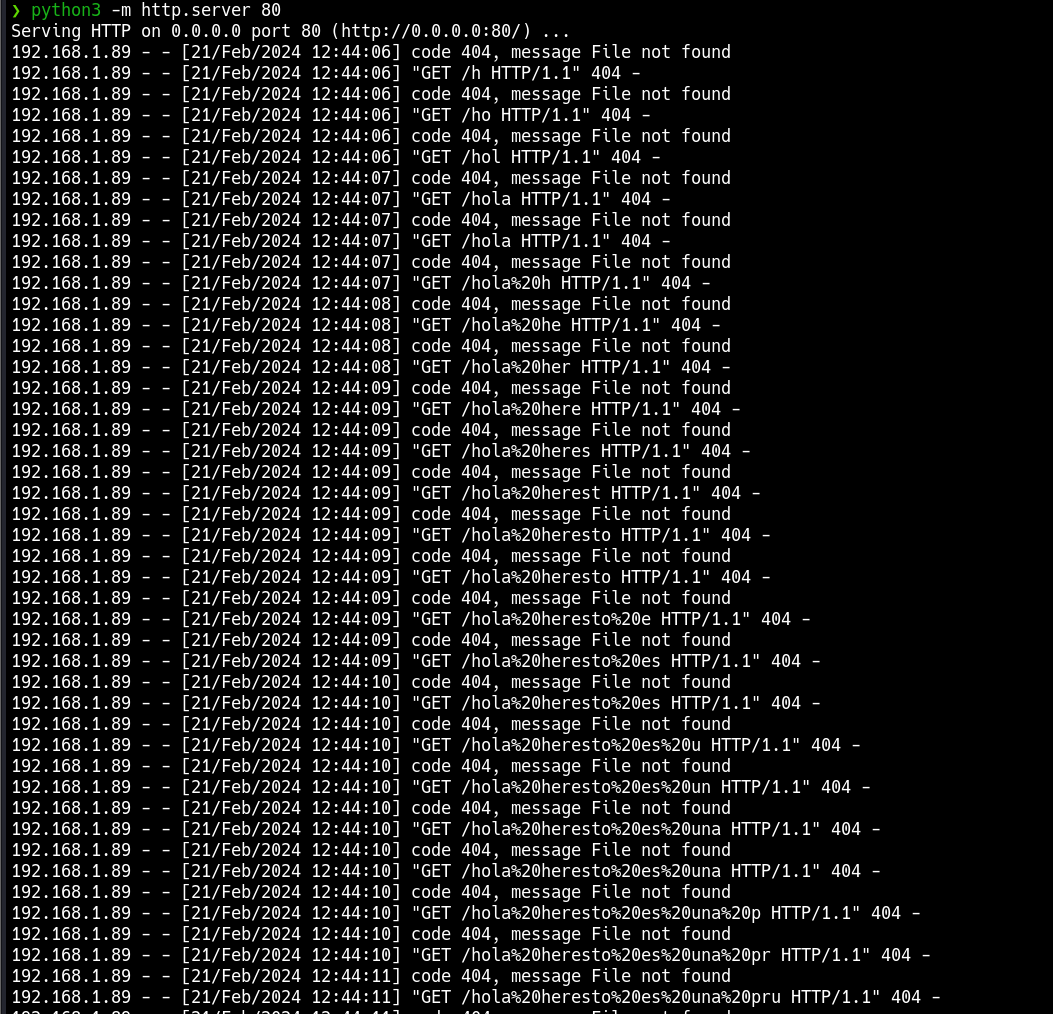 ❯ python3 -m http.server 80
Serving HTTP on 0.0.0.0 port 80 (http://0.0.0.0:80/) ...
192.168.1.89 - - [21/Feb/2024 12:44:06] code 404, message File not found
192.168.1.89 - - [21/Feb/2024 12:44:06] "GET /h HTTP/1.1" 404 -
192.168.1.89 - - [21/Feb/2024 12:44:06] code 404, message File not found
192.168.1.89 - - [21/Feb/2024 12:44:06] "GET /ho HTTP/1.1" 404 -
192.168.1.89 - - [21/Feb/2024 12:44:06] code 404, message File not found
192.168.1.89 - - [21/Feb/2024 12:44:06] "GET /hol HTTP/1.1" 404 -
192.168.1.89 - - [21/Feb/2024 12:44:07] code 404, message File not found
192.168.1.89 - - [21/Feb/2024 12:44:07] "GET /hola HTTP/1.1" 404 -
192.168.1.89 - - [21/Feb/2024 12:44:07] code 404, message File not found
192.168.1.89 - - [21/Feb/2024 12:44:07] "GET /hola HTTP/1.1" 404 -
192.168.1.89 - - [21/Feb/2024 12:44:07] code 404, message File not found
192.168.1.89 - - [21/Feb/2024 12:44:07] "GET /hola%20h HTTP/1.1" 404 -
192.168.1.89 - - [21/Feb/2024 12:44:08] code 404, message File not found
192.168.1.89 - - [21/Feb/2024 12:44:08] "GET /hola%20he HTTP/1.1" 404 -
192.168.1.89 - - [21/Feb/2024 12:44:08] code 404, message File not found
192.168.1.89 - - [21/Feb/2024 12:44:08] "GET /hola%20her HTTP/1.1" 404 -
192.168.1.89 - - [21/Feb/2024 12:44:09] code 404, message File not found
192.168.1.89 - - [21/Feb/2024 12:44:09] "GET /hola%20here HTTP/1.1" 404 -
192.168.1.89 - - [21/Feb/2024 12:44:09] code 404, message File not found
192.168.1.89 - - [21/Feb/2024 12:44:09] "GET /hola%20heres HTTP/1.1" 404 -
192.168.1.89 - - [21/Feb/2024 12:44:09] code 404, message File not found
192.168.1.89 - - [21/Feb/2024 12:44:09] "GET /hola%20herest HTTP/1.1" 404 -
192.168.1.89 - - [21/Feb/2024 12:44:09] code 404, message File not found
192.168.1.89 - - [21/Feb/2024 12:44:09] "GET /hola%20heresto HTTP/1.1" 404 -
192.168.1.89 - - [21/Feb/2024 12:44:09] code 404, message File not found
192.168.1.89 - - [21/Feb/2024 12:44:09] "GET /hola%20heresto HTTP/1.1" 404 -
192.168.1.89 - - [21/Feb/2024 12:44:09] code 404, message File not found
192.168.1.89 - - [21/Feb/2024 12:44:09] "GET /hola%20heresto%20e HTTP/1.1" 404 -
192.168.1.89 - - [21/Feb/2024 12:44:09] code 404, message File not found
192.168.1.89 - - [21/Feb/2024 12:44:09] "GET /hola%20heresto%20es HTTP/1.1" 404 -
192.168.1.89 - - [21/Feb/2024 12:44:10] code 404, message File not found
192.168.1.89 - - [21/Feb/2024 12:44:10] "GET /hola%20heresto%20es HTTP/1.1" 404 -
192.168.1.89 - - [21/Feb/2024 12:44:10] code 404, message File not found
192.168.1.89 - - [21/Feb/2024 12:44:10] "GET /hola%20heresto%20es%20u HTTP/1.1" 404 -
192.168.1.89 - - [21/Feb/2024 12:44:10] code 404, message File not found
192.168.1.89 - - [21/Feb/2024 12:44:10] "GET /hola%20heresto%20es%20un HTTP/1.1" 404 -
192.168.1.89 - - [21/Feb/2024 12:44:10] code 404, message File not found
192.168.1.89 - - [21/Feb/2024 12:44:10] "GET /hola%20heresto%20es%20una HTTP/1.1" 404 -
192.168.1.89 - - [21/Feb/2024 12:44:10] code 404, message File not found
192.168.1.89 - - [21/Feb/2024 12:44:10] "GET /hola%20heresto%20es%20una HTTP/1.1" 404 -
192.168.1.89 - - [21/Feb/2024 12:44:10] code 404, message File not found
192.168.1.89 - - [21/Feb/2024 12:44:10] "GET /hola%20heresto%20es%20una%20p HTTP/1.1" 404 -
192.168.1.89 - - [21/Feb/2024 12:44:10] code 404, message File not found
192.168.1.89 - - [21/Feb/2024 12:44:10] "GET /hola%20heresto%20es%20una%20pr HTTP/1.1" 404 -
192.168.1.89 - - [21/Feb/2024 12:44:11] code 404, message File not found
192.168.1.89 - - [21/Feb/2024 12:44:11] "GET /hola%20heresto%20es%20una%20pru HTTP/1.1" 404 -